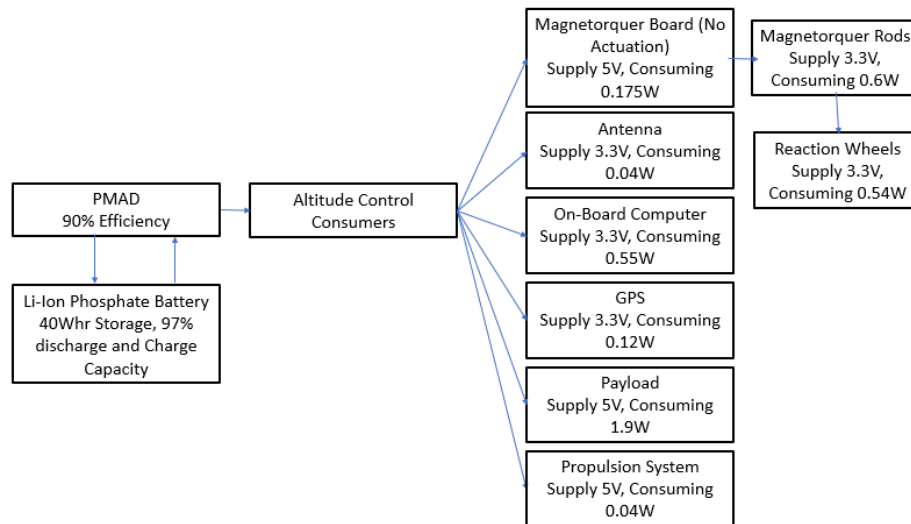 PMAD
90% Efficiency
Li-Ion Phosphate Battery
40Whr Storage, 97%
discharge and Charge
Capacity
Altitude Control
Consumers
Magnetorquer Board (No
Actuation)
Supply 5V, Consuming
0.175W
Antenna
Supply 3.3V, Consuming
0.04W
On-Board Computer
Supply 3.3V, Consuming
0.55W
GPS
Supply 3.3V, Consuming
0.12W
Payload
Supply 5V, Consuming
1.9W
Propulsion System
Supply 5V, Consuming
0.04W
Magnetorquer Rods
Supply 3.3V,
Consuming 0.6W
Reaction Wheels
Supply 3.3V,
Consuming 0.54W